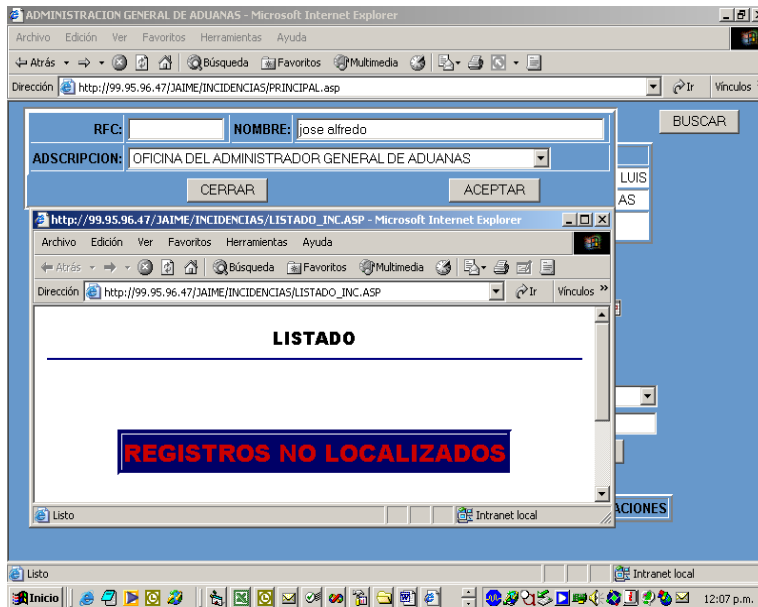 ADMINISTRACION GENERAL DE ADUANAS - Microsoft Internet Explorer
Archivo Edición Ver Favoritos Herramientas Ayuda
Atrás Búsqueda Favoritos Multimedia
Dirección http://99.95.96.47/JAIME/INCIDENCIAS/PRINCIPAL.asp Ir Vínculos
RFC: NOMBRE: jose alfredo BUSCAR
ADSCRIPCION: OFICINA DEL ADMINISTRADOR GENERAL DE ADUANAS
CERRAR ACEPTAR
LUIS
AS
http://99.95.96.47/JAIME/INCIDENCIAS/LISTADO_INC.ASP - Microsoft Internet Explorer
Archivo Edición Ver Favoritos Herramientas Ayuda
Atrás Búsqueda Favoritos Multimedia
Dirección http://99.95.96.47/JAIME/INCIDENCIAS/LISTADO_INC.ASP Ir Vínculos »
LISTADO
REGISTROS NO LOCALIZADOS
Listo Intranet local
ACIONES
Listo Intranet local
Inicio 12:07 p.m.